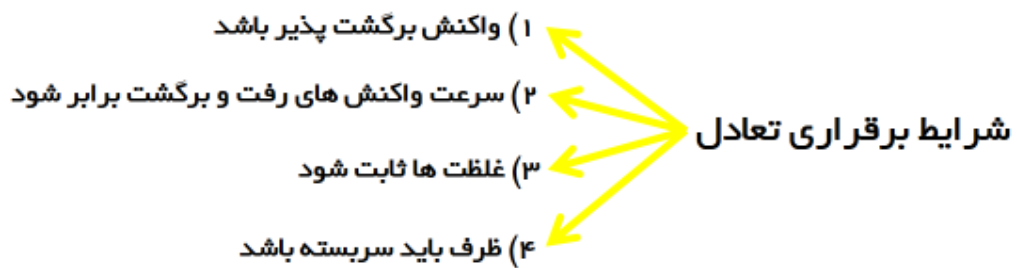 شرایط برقراری تعادل
۱) واکنش برگشت پذیر باشد
۲) سرعت واکنش های رفت و برگشت برابر شود
۳) غلظت ها ثابت شود
۴) ظرف باید سربسته باشد